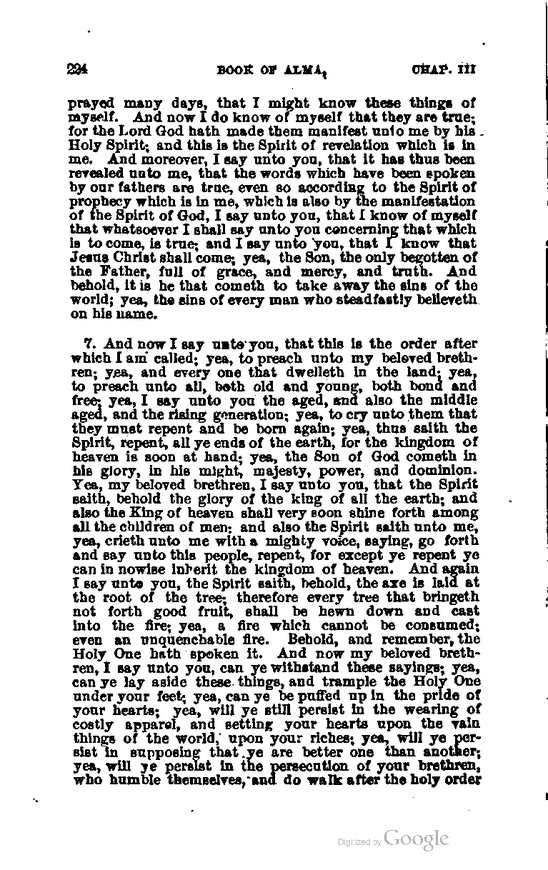 224 BOOK OF ALMA, CHAP. III
prayed many days, that I might know these things of
myself. And now I do know of myself that they are true;
for the Lord God hath made them manifest unto me by his
Holy Spirit; and this is the Spirit of revelation which is in
me. And moreover, I say unto you, that it has thus been
revealed unto me, that the words which have been spoken
by our fathers are true, even so according to the Spirit of
prophecy which is in me, which is also by the manifestation
of the Spirit of God, I say unto you, that I know of myself
that whatsoever I shall say unto you concerning that which
is to come, is true; and I say unto you, that I know that
Jesus Christ shall come; yea, the Son, the only begotten of
the Father, full of grace, and mercy, and truth. And
behold, it is he that cometh to take away the sins of the
world; yea, the sins of every man who steadfastly believeth
on his name.
7. And now I say unto you, that this is the order after
which I am called; yea, to preach unto my beloved breth-
ren; yea, and every one that dwelleth in the land; yea,
to preach unto all, both old and young, both bond and
free; yea, I say unto you the aged, and also the middle
aged, and the rising generation; yea, to cry unto them that
they must repent and be born again; yea, thus saith the
Spirit, repent, all ye ends of the earth, for the kingdom of
heaven is soon at hand; yea, the Son of God cometh in
his glory, in his might, majesty, power, and dominion.
Yea, my beloved brethren, I say unto you, that the Spirit
saith, behold the glory of the king of all the earth; and
also the King of heaven shall very soon shine forth among
all the children of men; and also the Spirit saith unto me,
yea, crieth unto me with a mighty voice, saying, go forth
and say unto this people, repent, for except ye repent ye
can in nowise inherit the kingdom of heaven. And again
I say unto you, the Spirit saith, behold, the axe is laid at
the root of the tree; therefore every tree that bringeth
not forth good fruit, shall be hewn down and cast
into the fire; yea, a fire which cannot be consumed;
even an unquenchable fire. Behold, and remember, the
Holy One hath spoken it. And now my beloved breth-
ren, I say unto you, can ye withstand these sayings; yea,
can ye lay aside these things, and trample the Holy One
under your feet; yea, can ye be puffed up in the pride of
your hearts; yea, will ye still persist in the wearing of
costly apparel, and setting your hearts upon the vain
things of the world, upon your riches; yea, will ye per-
sist in supposing that ye are better one than another;
yea, will ye persist in the persecution of your brethren,
who humble themselves, and do walk after the holy order
Digitized by Google